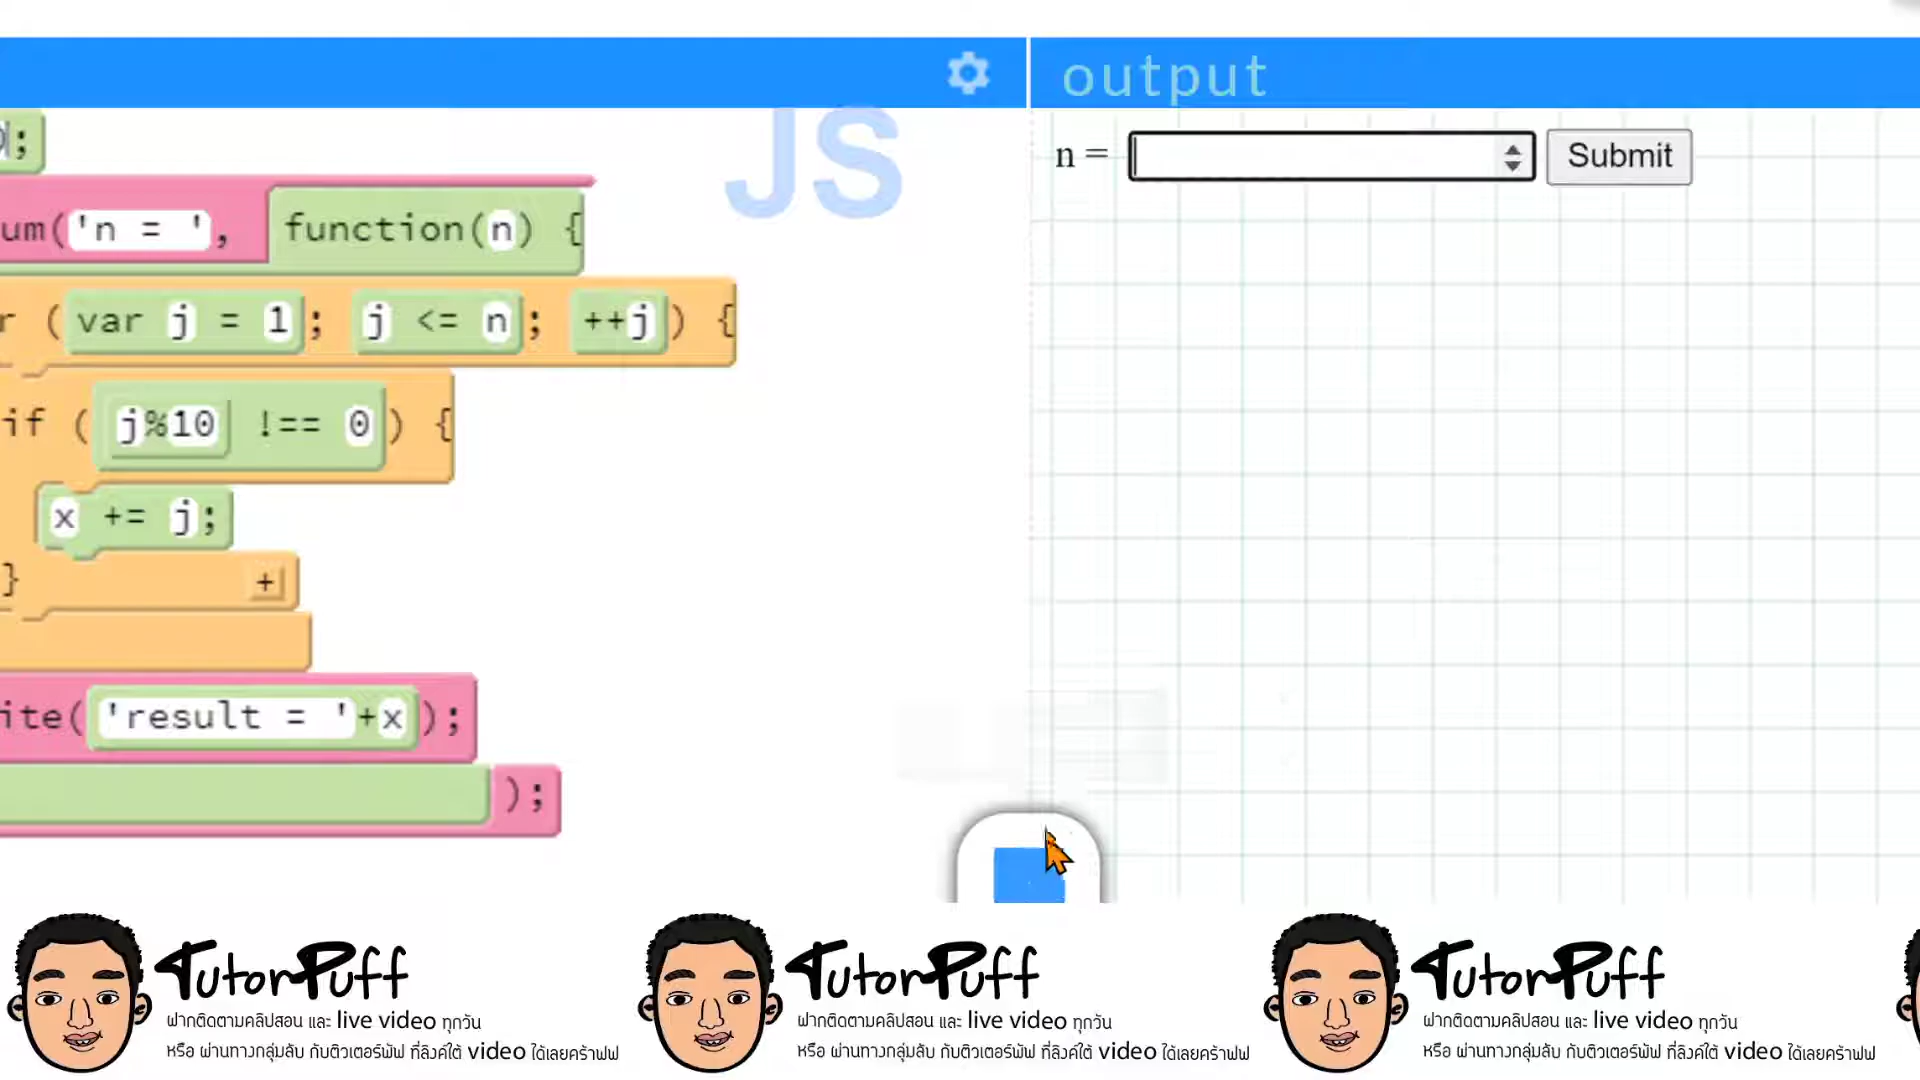 output
JS
;
n =
Submit
um('n = ', function(n) {
r (var j = 1; j <= n; ++j) {
if (j%10 !== 0) {
x += j;
}
+
ite('result = '+x);
);
TutorPuff
ฝากติดตามคลิปสอน และ live video ทุกวัน
หรือ ผ่านทางกลุ่มลับ กับติวเตอร์พัฟ ที่ลิงค์ใต้ video ได้เลยคร้าฟฟ
TutorPuff
ฝากติดตามคลิปสอน และ live video ทุกวัน
หรือ ผ่านทางกลุ่มลับ กับติวเตอร์พัฟ ที่ลิงค์ใต้ video ได้เลยคร้าฟฟ
TutorPuff
ฝากติดตามคลิปสอน และ live video ทุกวัน
หรือ ผ่านทางกลุ่มลับ กับติวเตอร์พัฟ ที่ลิงค์ใต้ video ได้เลยคร้าฟฟ